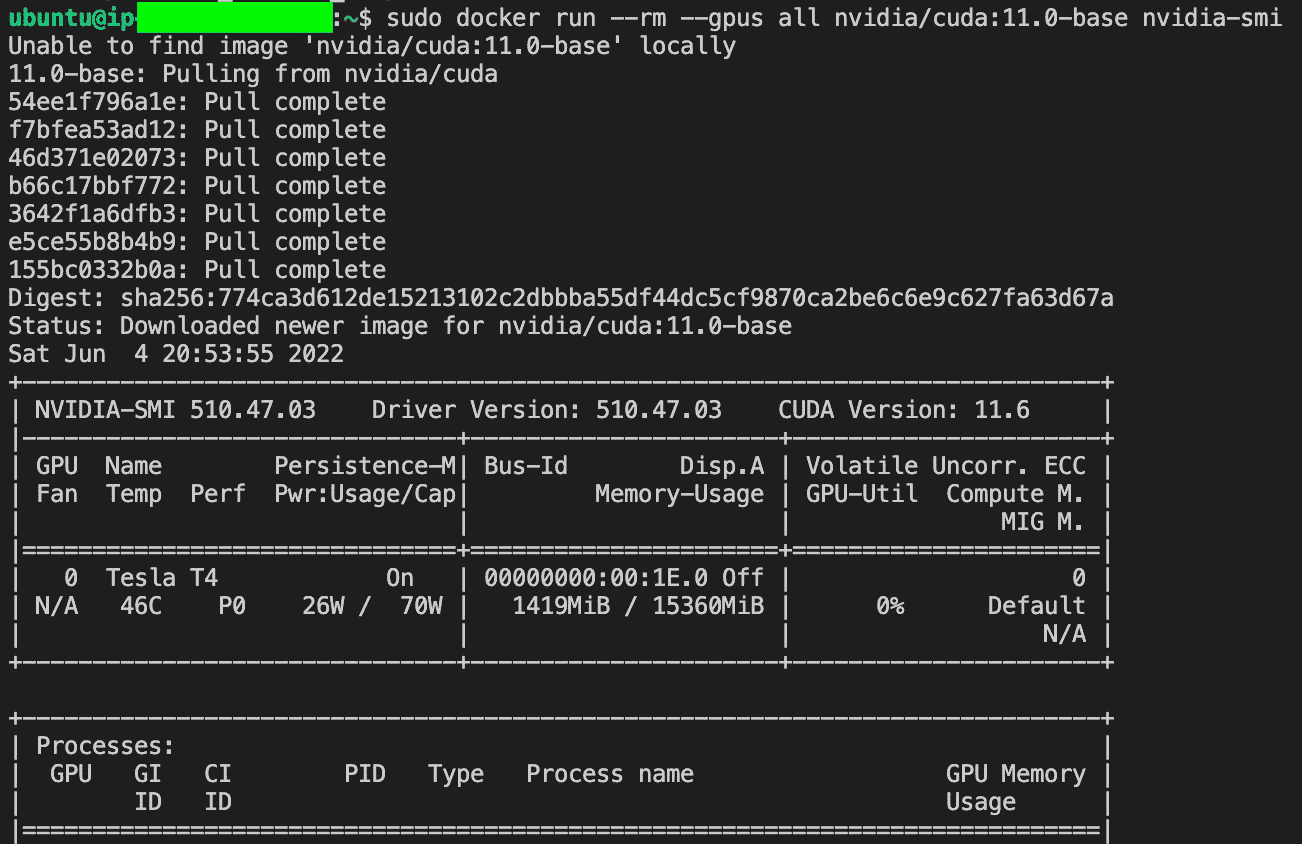 ubuntu@ip-:~$ sudo docker run --rm --gpus all nvidia/cuda:11.0-base nvidia-smi
Unable to find image 'nvidia/cuda:11.0-base' locally
11.0-base: Pulling from nvidia/cuda
54ee1f796a1e: Pull complete
f7bfea53ad12: Pull complete
46d371e02073: Pull complete
b66c17bbf772: Pull complete
3642f1a6dfb3: Pull complete
e5ce55b8b4b9: Pull complete
155bc0332b0a: Pull complete
Digest: sha256:774ca3d612de15213102c2dbbba55df44dc5cf9870ca2be6c6e9c627fa63d67a
Status: Downloaded newer image for nvidia/cuda:11.0-base
Sat Jun  4 20:53:55 2022
+-----------------------------------------------------------------------------+
| NVIDIA-SMI 510.47.03    Driver Version: 510.47.03    CUDA Version: 11.6     |
|-------------------------------+----------------------+----------------------+
| GPU  Name        Persistence-M| Bus-Id        Disp.A | Volatile Uncorr. ECC |
| Fan  Temp  Perf  Pwr:Usage/Cap|         Memory-Usage | GPU-Util  Compute M. |
|                               |                      |               MIG M. |
|===============================+======================+======================|
|   0  Tesla T4            On   | 00000000:00:1E.0 Off |                    0 |
| N/A   46C    P0    26W /  70W |   1419MiB / 15360MiB |      0%      Default |
|                               |                      |                  N/A |
+-------------------------------+----------------------+----------------------+

+-----------------------------------------------------------------------------+
| Processes:                                                                  |
|  GPU   GI   CI        PID   Type   Process name                  GPU Memory |
|        ID   ID                                                   Usage      |
|=============================================================================|